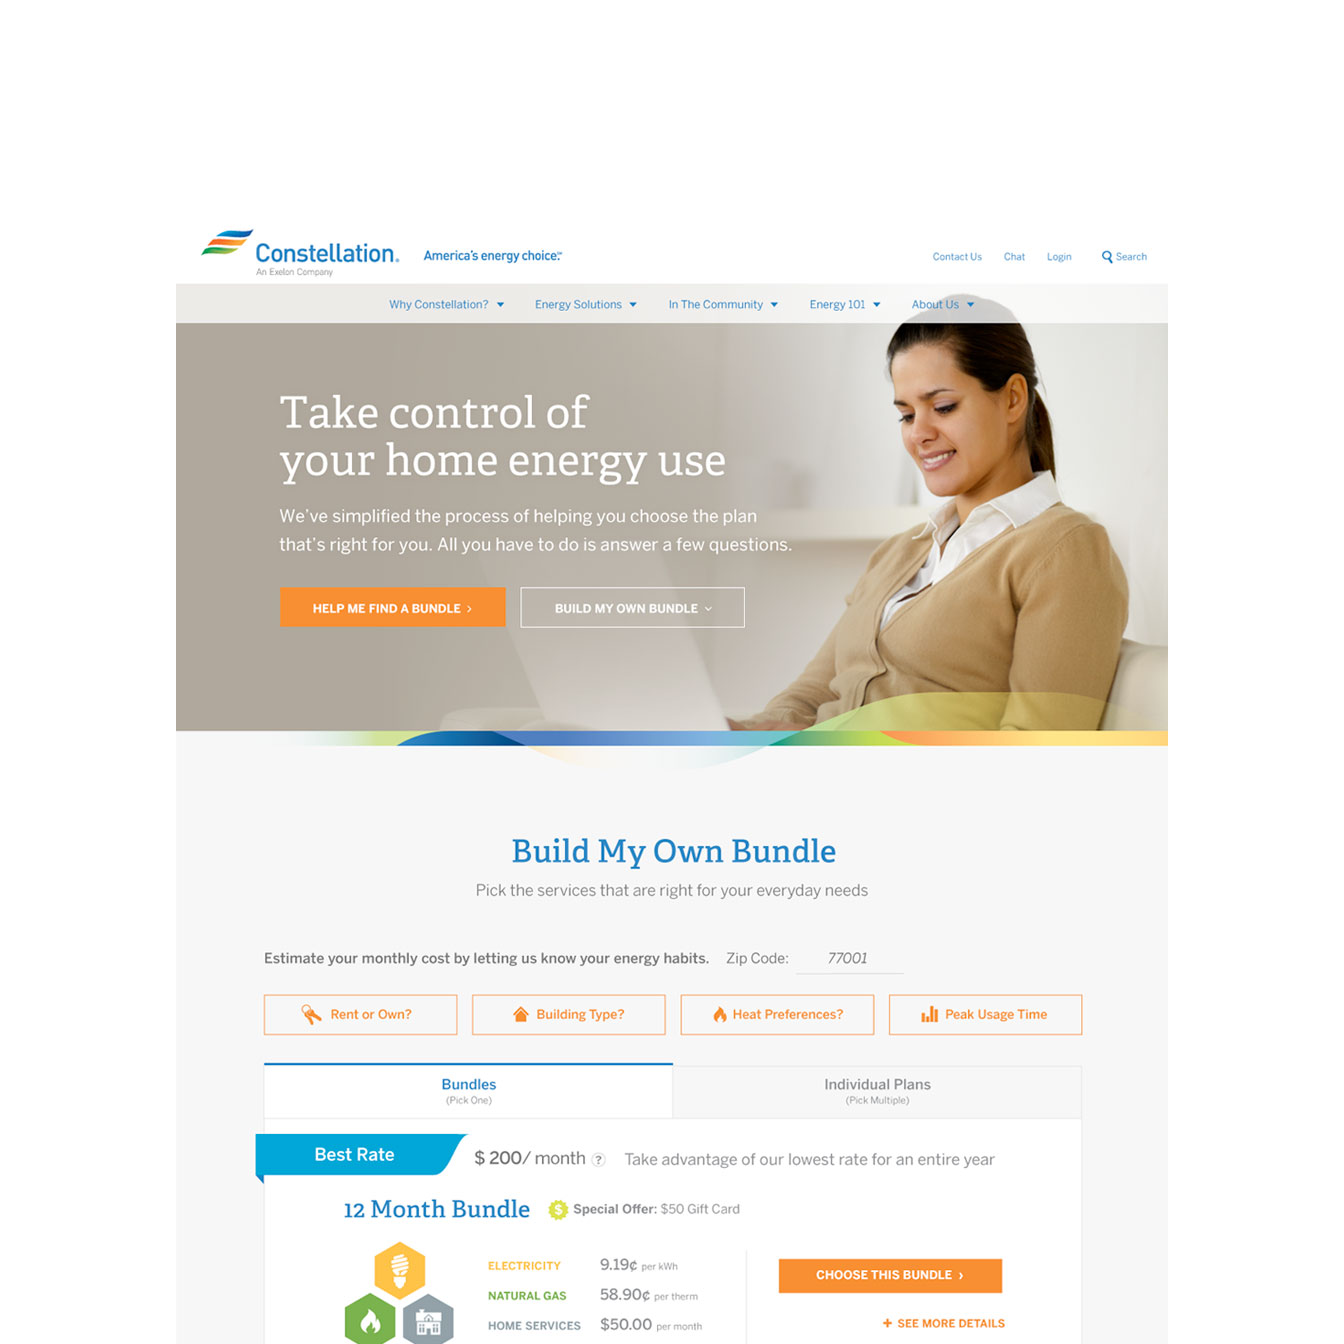 Constellation®
An Exelon Company
America's energy choice℠
Contact Us Chat Login Search
Why Constellation? Energy Solutions In The Community Energy 101 About Us
Take control of
your home energy use
We've simplified the process of helping you choose the plan
that's right for you. All you have to do is answer a few questions.
HELP ME FIND A BUNDLE › BUILD MY OWN BUNDLE
Build My Own Bundle
Pick the services that are right for your everyday needs
Estimate your monthly cost by letting us know your energy habits. Zip Code: 77001
Rent or Own? Building Type? Heat Preferences? Peak Usage Time
Bundles Individual Plans
(Pick One) (Pick Multiple)
Best Rate $ 200/ month ? Take advantage of our lowest rate for an entire year
12 Month Bundle $ Special Offer: $50 Gift Card
ELECTRICITY 9.19¢ per kWh
CHOOSE THIS BUNDLE ›
NATURAL GAS 58.90¢ per therm
HOME SERVICES $50.00 per month
+ SEE MORE DETAILS